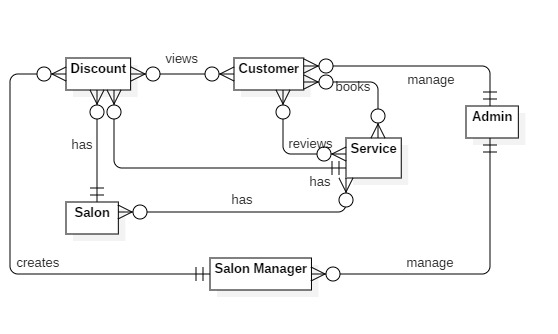 views
Discount
Customer
manage
books
Admin
has
reviews
Service
has
has
Salon
creates
Salon Manager
manage